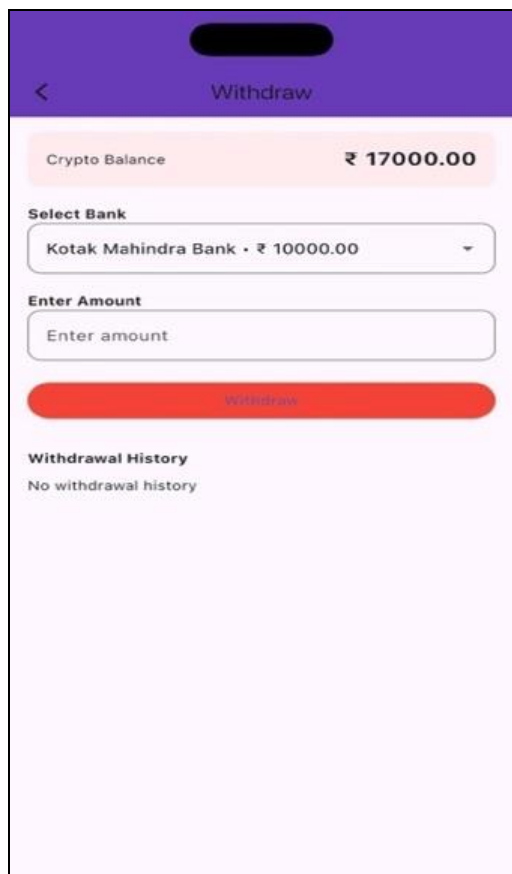 Withdraw
Crypto Balance ₹ 17000.00
Select Bank
Kotak Mahindra Bank • ₹ 10000.00
Enter Amount
Enter amount
Withdraw
Withdrawal History
No withdrawal history